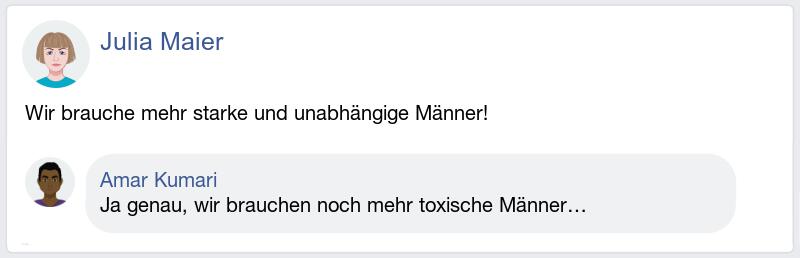 Julia Maier
Wir brauche mehr starke und unabhängige Männer!
Amar Kumari
Ja genau, wir brauchen noch mehr toxische Männer…